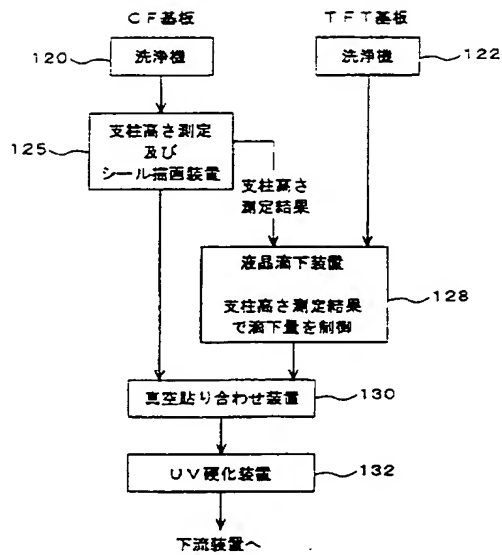 CF基板
TFT基板
120
洗浄機
洗浄機
122
125
支柱高さ測定
及び
シール描画装置
支柱高さ
測定結果
液晶滴下装置
支柱高さ測定結果
で滴下量を制御
128
真空貼り合わせ装置
130
UV硬化装置
132
下流装置へ